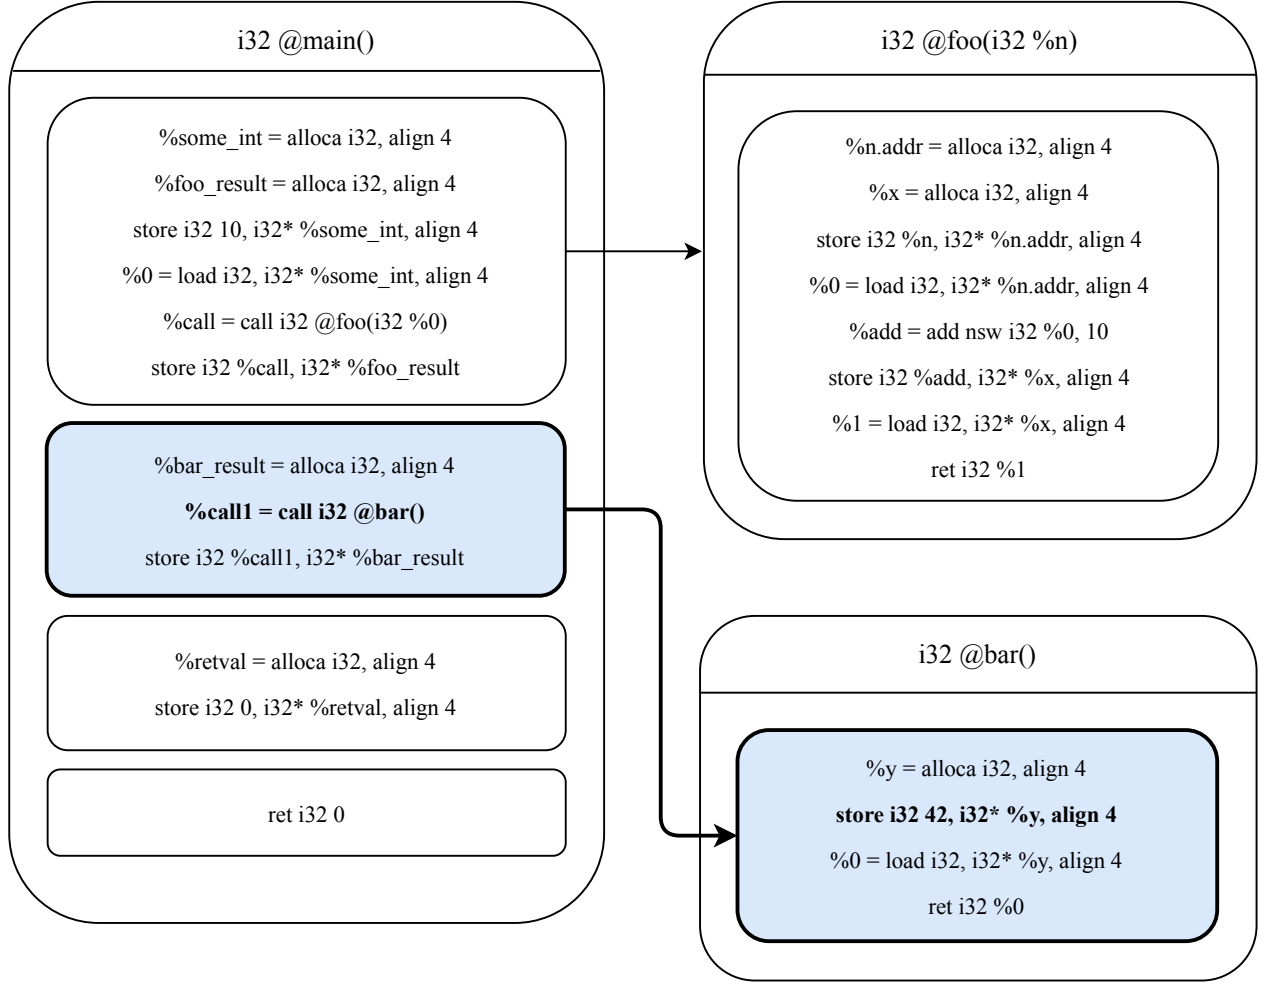 i32 @main()
%some_int = alloca i32, align 4
%foo_result = alloca i32, align 4
store i32 10, i32* %some_int, align 4
%0 = load i32, i32* %some_int, align 4
%call = call i32 @foo(i32 %0)
store i32 %call, i32* %foo_result
%bar_result = alloca i32, align 4
%call1 = call i32 @bar()
store i32 %call1, i32* %bar_result
%retval = alloca i32, align 4
store i32 0, i32* %retval, align 4
ret i32 0
i32 @foo(i32 %n)
%n.addr = alloca i32, align 4
%x = alloca i32, align 4
store i32 %n, i32* %n.addr, align 4
%0 = load i32, i32* %n.addr, align 4
%add = add nsw i32 %0, 10
store i32 %add, i32* %x, align 4
%1 = load i32, i32* %x, align 4
ret i32 %1
i32 @bar()
%y = alloca i32, align 4
store i32 42, i32* %y, align 4
%0 = load i32, i32* %y, align 4
ret i32 %0